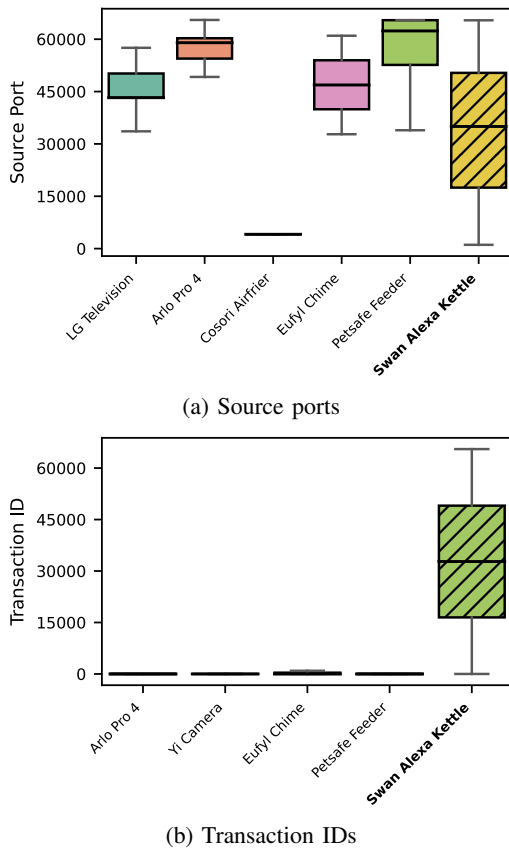 60000
45000
30000
15000
0
Source Port
LG Television
Arlo Pro 4
Cosori Airfrier
Eufyl Chime
Petsafe Feeder
Swan Alexa Kettle
(a) Source ports
60000
45000
30000
15000
0
Transaction ID
Arlo Pro 4
Yi Camera
Eufyl Chime
Petsafe Feeder
Swan Alexa Kettle
(b) Transaction IDs